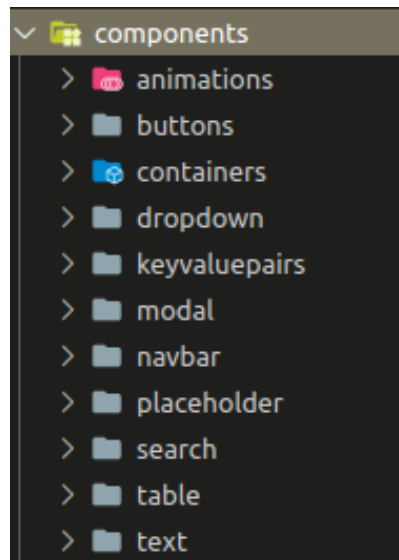 components
animations
buttons
containers
dropdown
keyvaluepairs
modal
navbar
placeholder
search
table
text